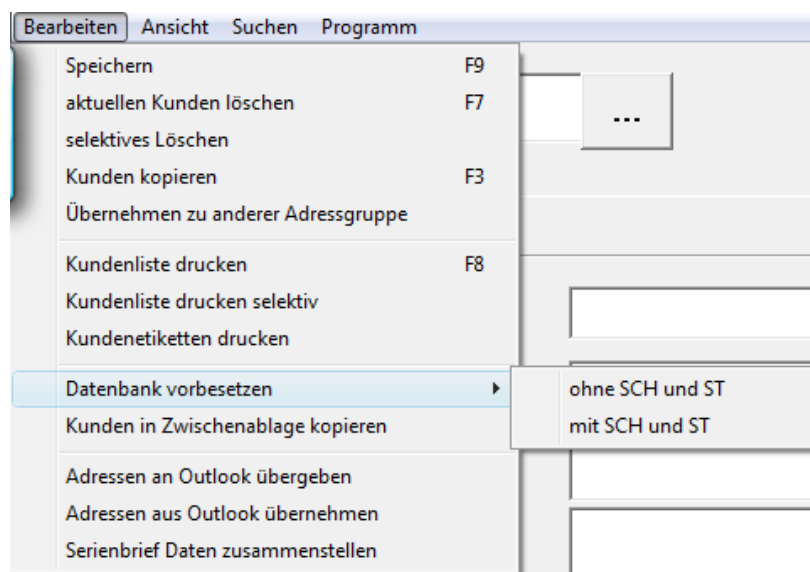 Bearbeiten Ansicht Suchen Programm
Speichern F9
aktuellen Kunden löschen F7
...
selektives Löschen
Kunden kopieren F3
Übernehmen zu anderer Adressgruppe
Kundenliste drucken F8
Kundenliste drucken selektiv
Kundenetiketten drucken
Datenbank vorbesetzen
ohne SCH und ST
mit SCH und ST
Kunden in Zwischenablage kopieren
Adressen an Outlook übergeben
Adressen aus Outlook übernehmen
Serienbrief Daten zusammenstellen